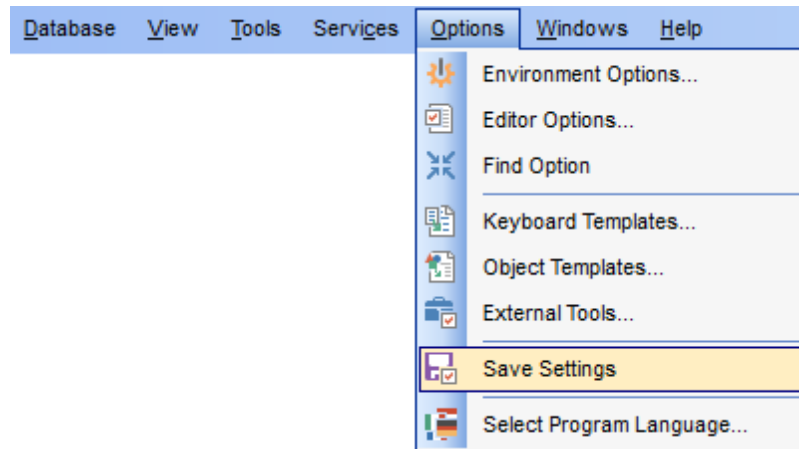 Database View Tools Services Options Windows Help
Environment Options...
Editor Options...
Find Option
Keyboard Templates...
Object Templates...
External Tools...
Save Settings
Select Program Language...